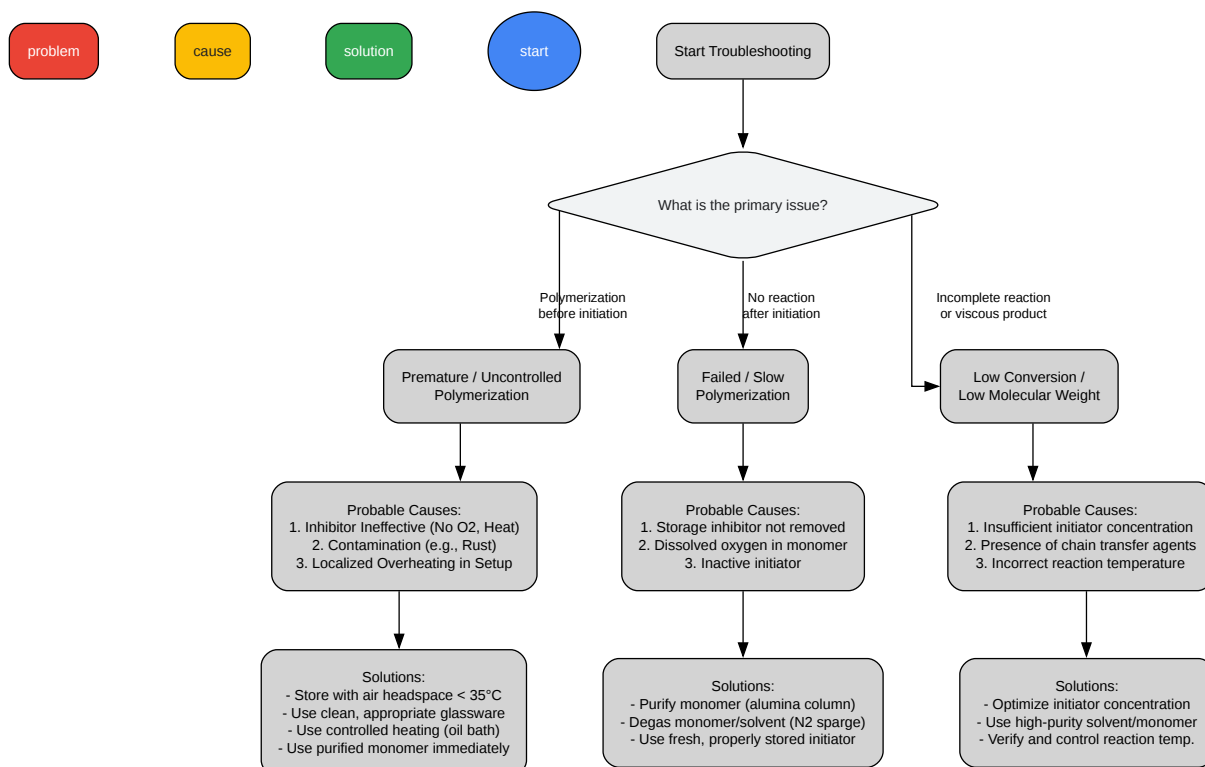 problem
cause
solution
start
Start Troubleshooting
What is the primary issue?
Polymerization
before initiation
No reaction
after initiation
Incomplete reaction
or viscous product
Premature / Uncontrolled
Polymerization
Failed / Slow
Polymerization
Low Conversion /
Low Molecular Weight
Probable Causes:
1. Inhibitor Ineffective (No O2, Heat)
2. Contamination (e.g., Rust)
3. Localized Overheating in Setup
Probable Causes:
1. Storage inhibitor not removed
2. Dissolved oxygen in monomer
3. Inactive initiator
Probable Causes:
1. Insufficient initiator concentration
2. Presence of chain transfer agents
3. Incorrect reaction temperature
Solutions:
- Store with air headspace < 35°C
- Use clean, appropriate glassware
- Use controlled heating (oil bath)
- Use purified monomer immediately
Solutions:
- Purify monomer (alumina column)
- Degas monomer/solvent (N2 sparge)
- Use fresh, properly stored initiator
Solutions:
- Optimize initiator concentration
- Use high-purity solvent/monomer
- Verify and control reaction temp.